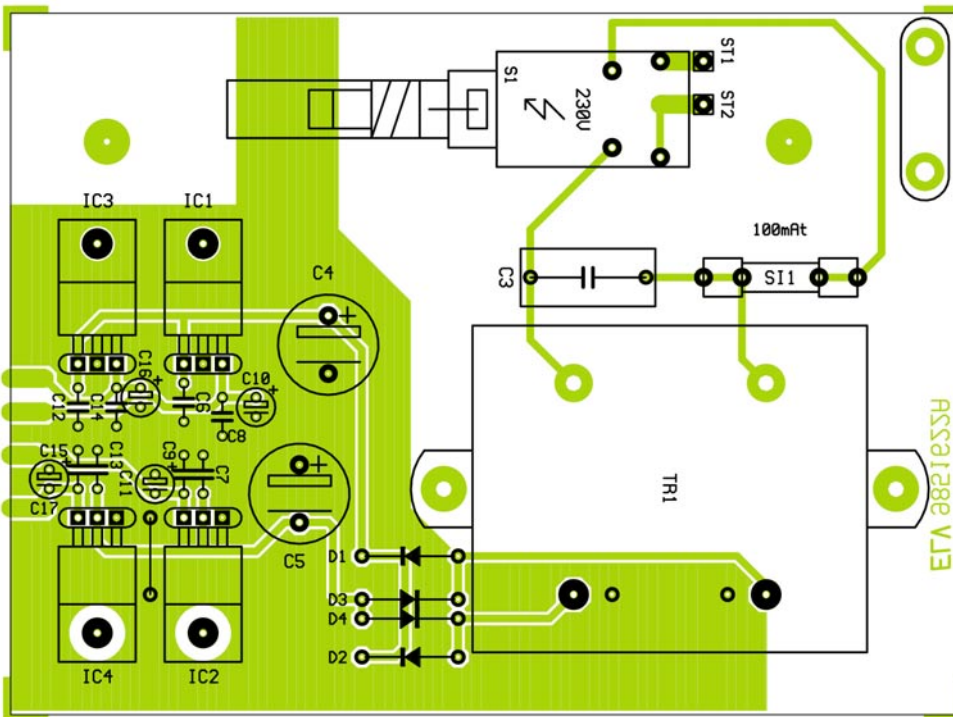 ST1
S1
230V
ST2
IC3
IC1
100mAt
C4
C3
SI1
C16
C10
C12
C14
C6
C8
C15
C13
C9
C17
C11
C7
TR1
ELV 98516225A
C5
D1
D3
D4
D2
IC4
IC2